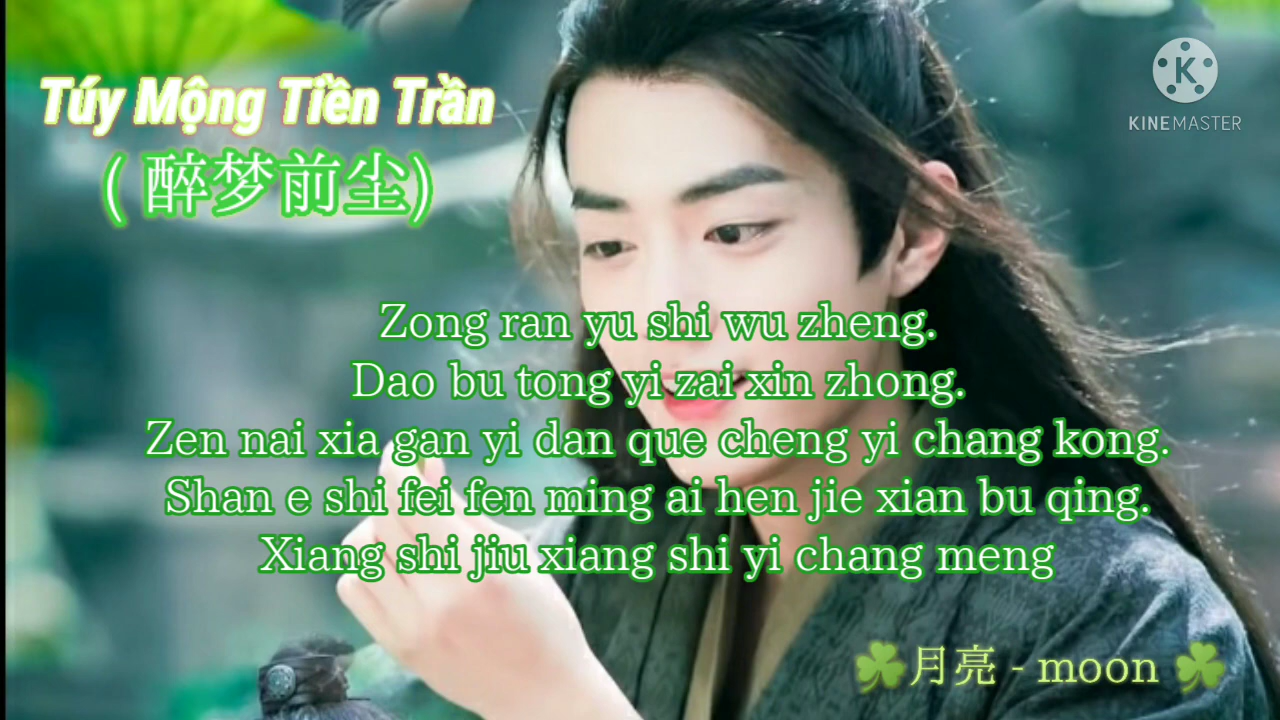 Túy Mộng Tiền Trần
( 醉梦前尘)
KINEMASTER
Zong ran yu shi wu zheng.
Dao bu tong yi zai xin zhong.
Zen nai xia gan yi dan que cheng yi chang kong.
Shan e shi fei fen ming ai hen jie xian bu qing.
Xiang shi jiu xiang shi yi chang meng
☘月亮 - moon ☘